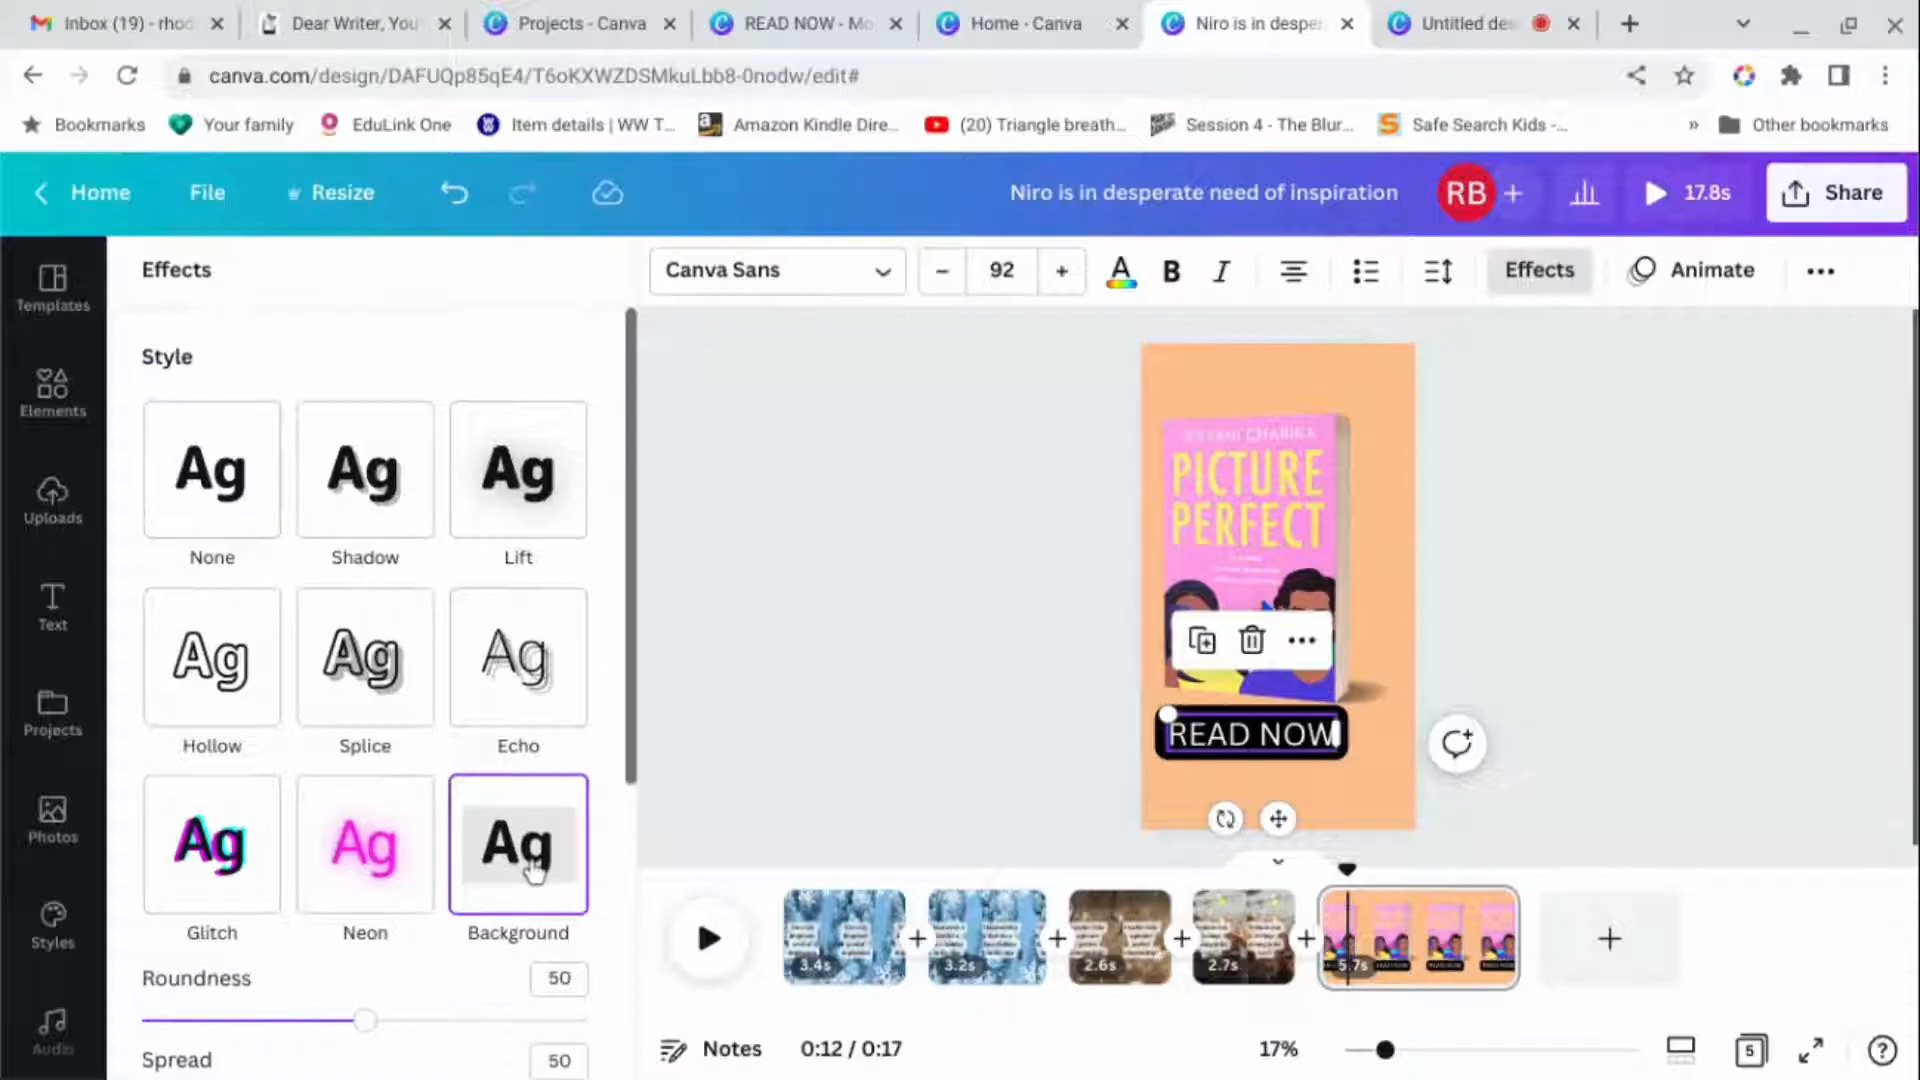 Inbox (19) - rhod
Dear Writer, You
Projects - Canva
READ NOW - Mo
Home - Canva
Niro is in desper
Untitled des
canva.com/design/DAFUQp85qE4/T6oKXWZDSMkuLbb8-0nodw/edit#
Bookmarks
Your family
EduLink One
Item details | WW T...
Amazon Kindle Dire...
(20) Triangle breath...
Session 4 - The Blur...
Safe Search Kids -...
»
Other bookmarks
Home
File
Resize
Niro is in desperate need of inspiration
RB
17.8s
Share
Templates
Elements
Uploads
Text
Projects
Photos
Styles
Audio
Effects
Canva Sans
92
A
B
I
Effects
Animate
Style
Ag
Ag
Ag
None
Shadow
Lift
Ag
Ag
Ag
Hollow
Splice
Echo
Ag
Ag
Ag
Glitch
Neon
Background
Roundness
50
Spread
50
CHARIKA
PICTURE
PERFECT
READ NOW
3.4s
3.2s
2.6s
2.7s
5.7s
Notes
0:12 / 0:17
17%
5